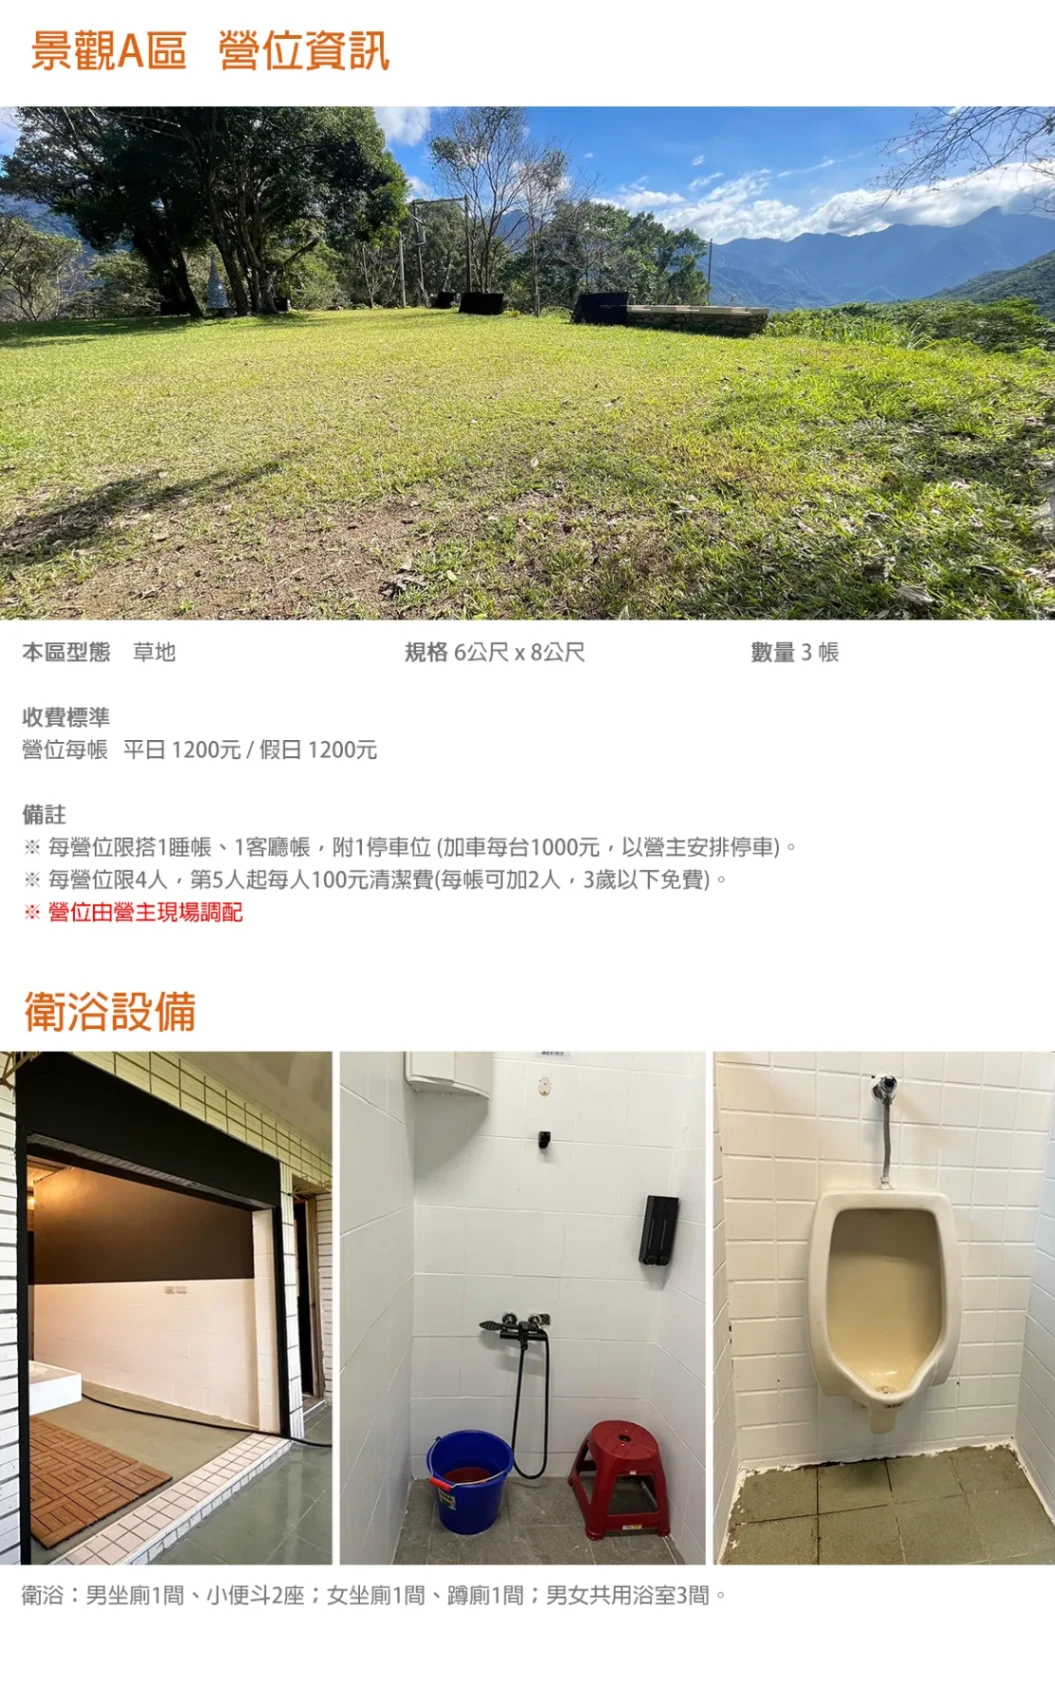 景觀A區 營位資訊
本區型態 草地 規格 6公尺 x 8公尺 數量 3 帳
收費標準
營位每帳 平日 1200元 / 假日 1200元
備註
※ 每營位限搭1睡帳、1客廳帳，附1停車位 (加車每台1000元，以營主安排停車)。
※ 每營位限4人，第5人起每人100元清潔費(每帳可加2人，3歲以下免費)。
※ 營位由營主現場調配
衛浴設備
衛浴：男坐廁1間、小便斗2座；女坐廁1間、蹲廁1間；男女共用浴室3間。